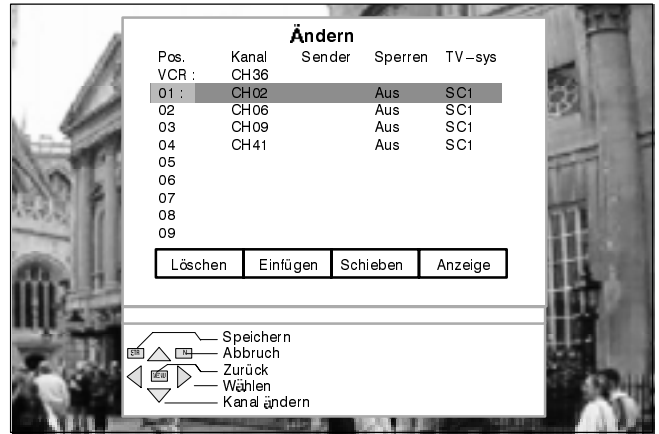 Ändern
Pos. Kanal Sender Sperren TV-sys
VCR : CH36
01 : CH02 Aus SC1
02 CH06 Aus SC1
03 CH09 Aus SC1
04 CH41 Aus SC1
05
06
07
08
09
Löschen Einfügen Schieben Anzeige
Speichern
STR N Abbruch
Zurück
MENU
Wählen
Kanal ändern